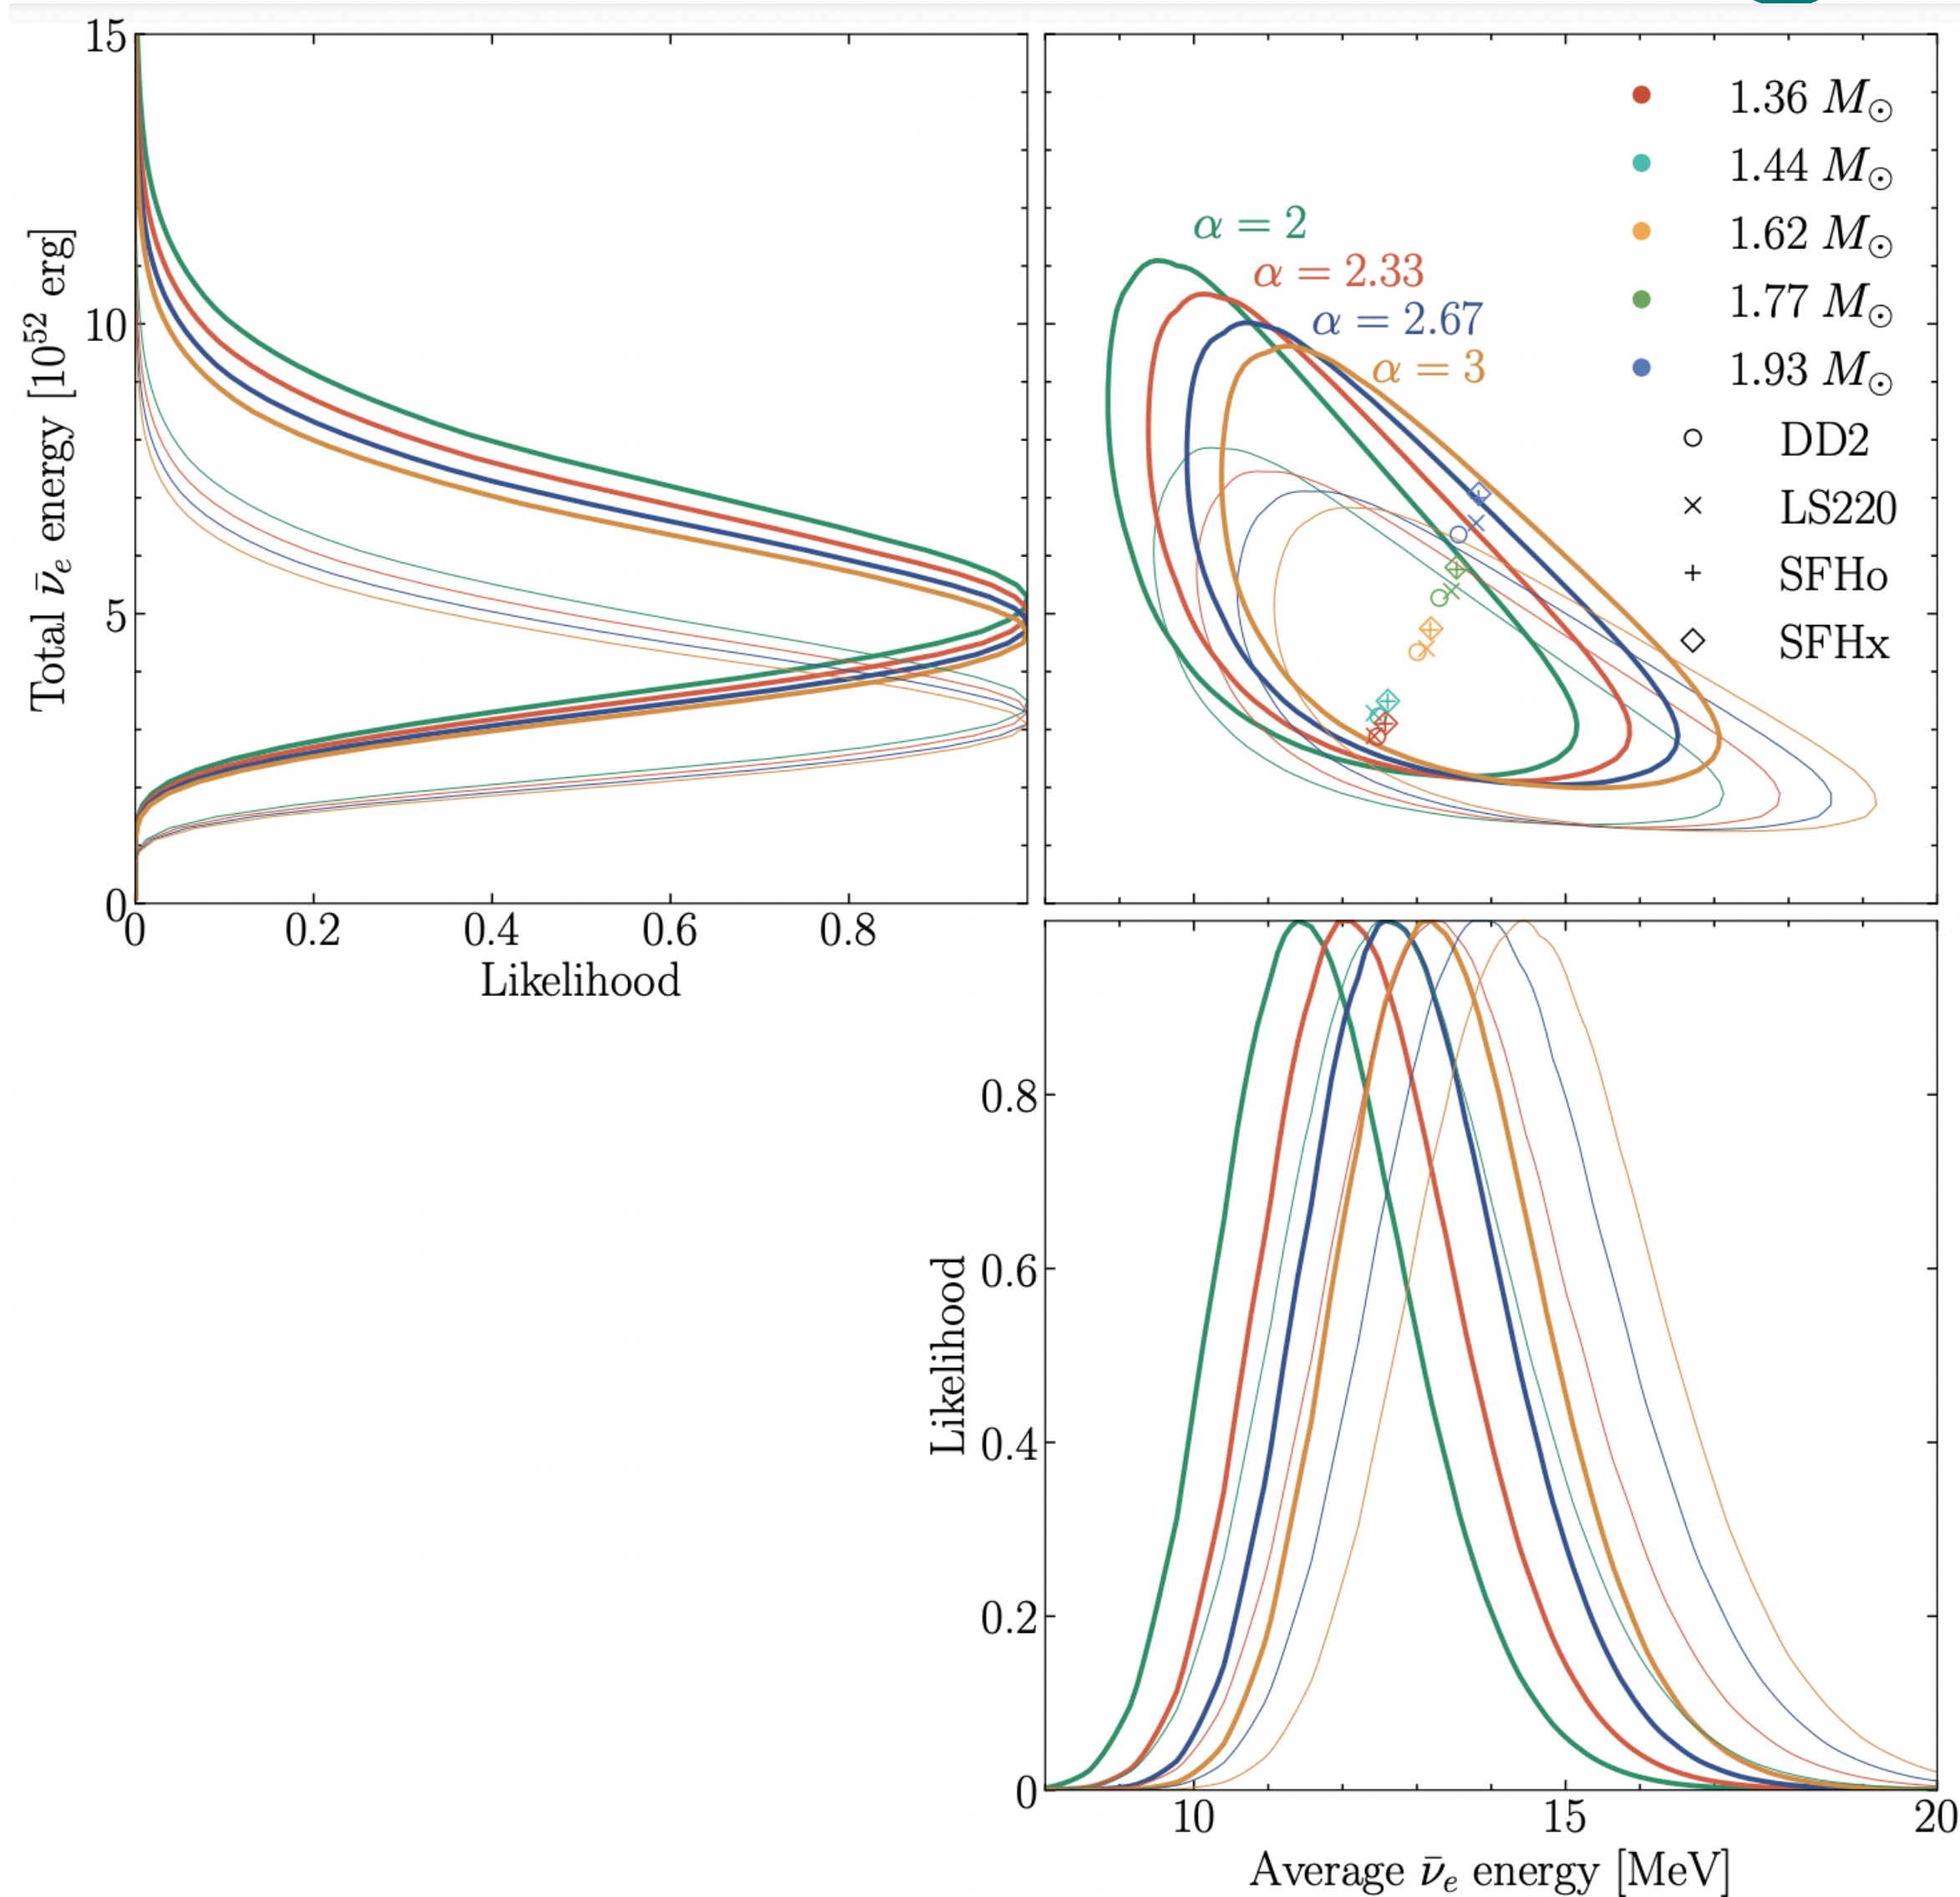 15
10
5
0
Total ν̄ₑ energy [10⁵² erg]
0
0.2
0.4
0.6
0.8
Likelihood
α = 2
α = 2.33
α = 2.67
α = 3
1.36 M⊙
1.44 M⊙
1.62 M⊙
1.77 M⊙
1.93 M⊙
DD2
LS220
SFHo
SFHx
0.8
0.6
0.4
0.2
0
Likelihood
10
15
20
Average ν̄ₑ energy [MeV]